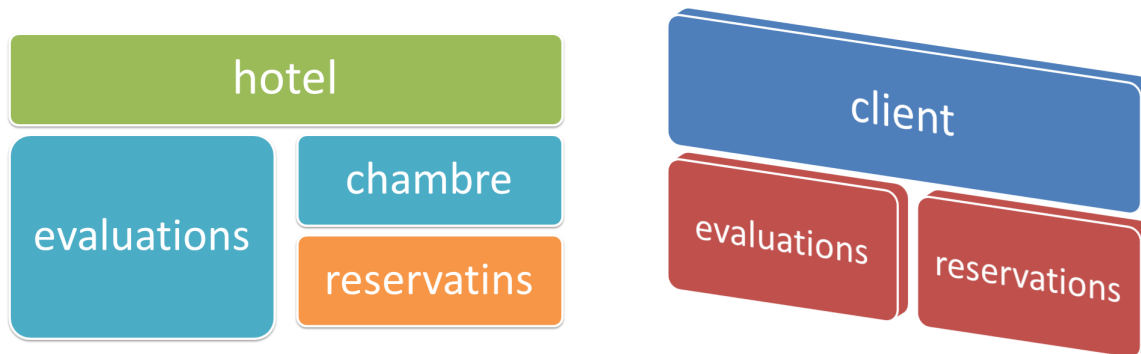 hotel
evaluations
chambre
reservatins
client
evaluations
reservations